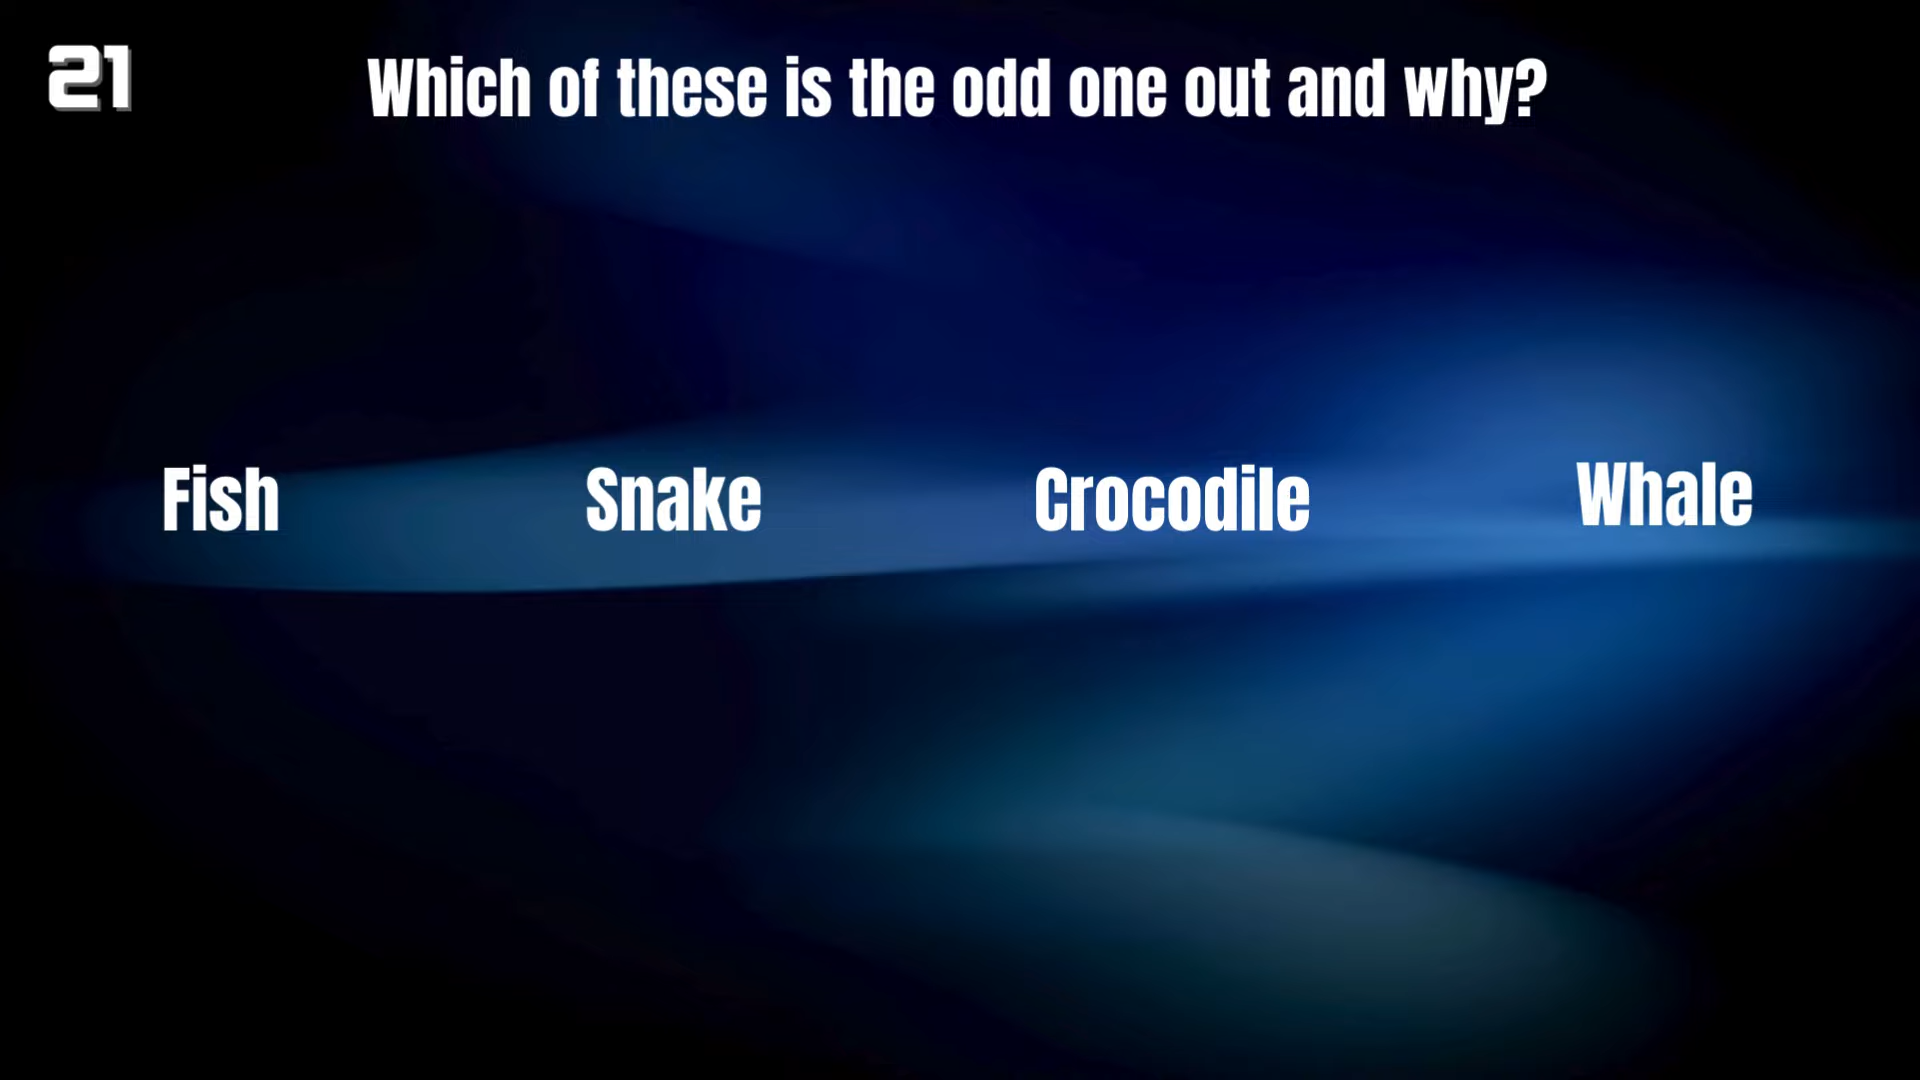 21
Which of these is the odd one out and why?
Fish
Snake
Crocodile
Whale